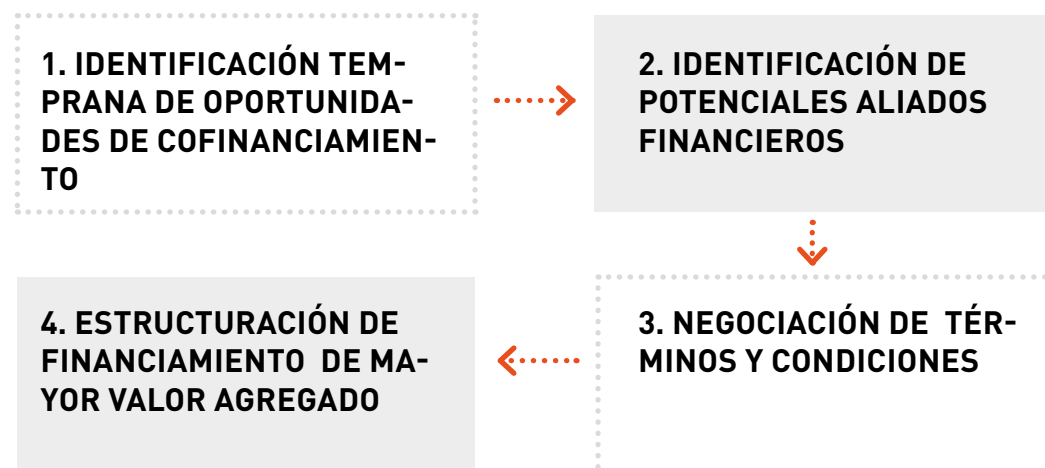 1. IDENTIFICACIÓN TEM-
PRANA DE OPORTUNIDA-
DES DE COFINANCIAMIEN-
TO
2. IDENTIFICACIÓN DE
POTENCIALES ALIADOS
FINANCIEROS
3. NEGOCIACIÓN DE  TÉR-
MINOS Y CONDICIONES
4. ESTRUCTURACIÓN DE
FINANCIAMIENTO  DE MA-
YOR VALOR AGREGADO